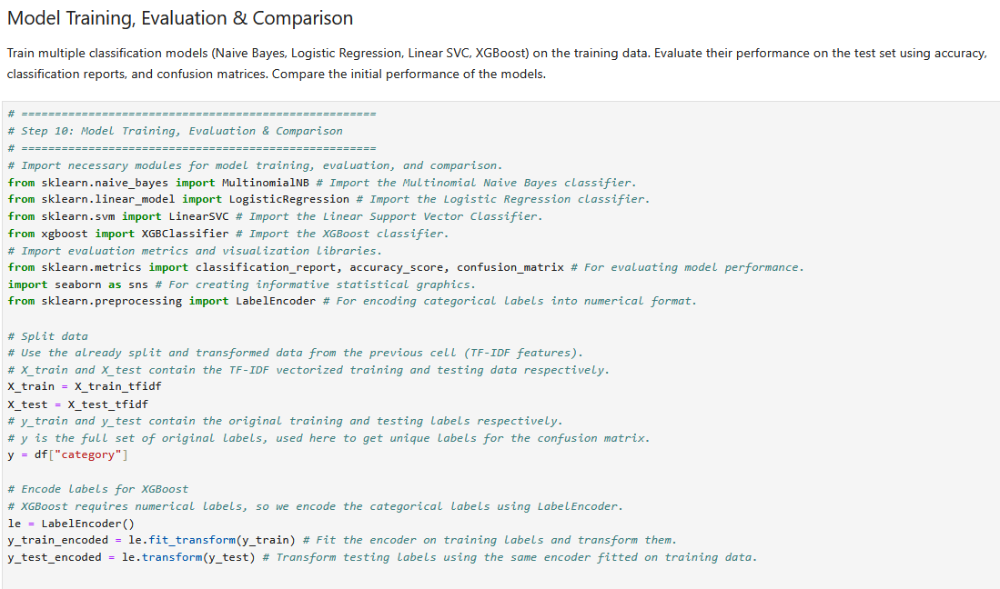 Model Training, Evaluation & Comparison
Train multiple classification models (Naive Bayes, Logistic Regression, Linear SVC, XGBoost) on the training data. Evaluate their performance on the test set using accuracy,
classification reports, and confusion matrices. Compare the initial performance of the models.
# =====================================================
# Step 10: Model Training, Evaluation & Comparison
# =====================================================
# Import necessary modules for model training, evaluation, and comparison.
from sklearn.naive_bayes import MultinomialNB # Import the Multinomial Naive Bayes classifier.
from sklearn.linear_model import LogisticRegression # Import the Logistic Regression classifier.
from sklearn.svm import LinearSVC # Import the Linear Support Vector Classifier.
from xgboost import XGBClassifier # Import the XGBoost classifier.
# Import evaluation metrics and visualization libraries.
from sklearn.metrics import classification_report, accuracy_score, confusion_matrix # For evaluating model performance.
import seaborn as sns # For creating informative statistical graphics.
from sklearn.preprocessing import LabelEncoder # For encoding categorical labels into numerical format.
# Split data
# Use the already split and transformed data from the previous cell (TF-IDF features).
# X_train and X_test contain the TF-IDF vectorized training and testing data respectively.
X_train = X_train_tfidf
X_test = X_test_tfidf
# y_train and y_test contain the original training and testing labels respectively.
# y is the full set of original labels, used here to get unique labels for the confusion matrix.
y = df["category"]
# Encode labels for XGBoost
# XGBoost requires numerical labels, so we encode the categorical labels using LabelEncoder.
le = LabelEncoder()
y_train_encoded = le.fit_transform(y_train) # Fit the encoder on training labels and transform them.
y_test_encoded = le.transform(y_test) # Transform testing labels using the same encoder fitted on training data.